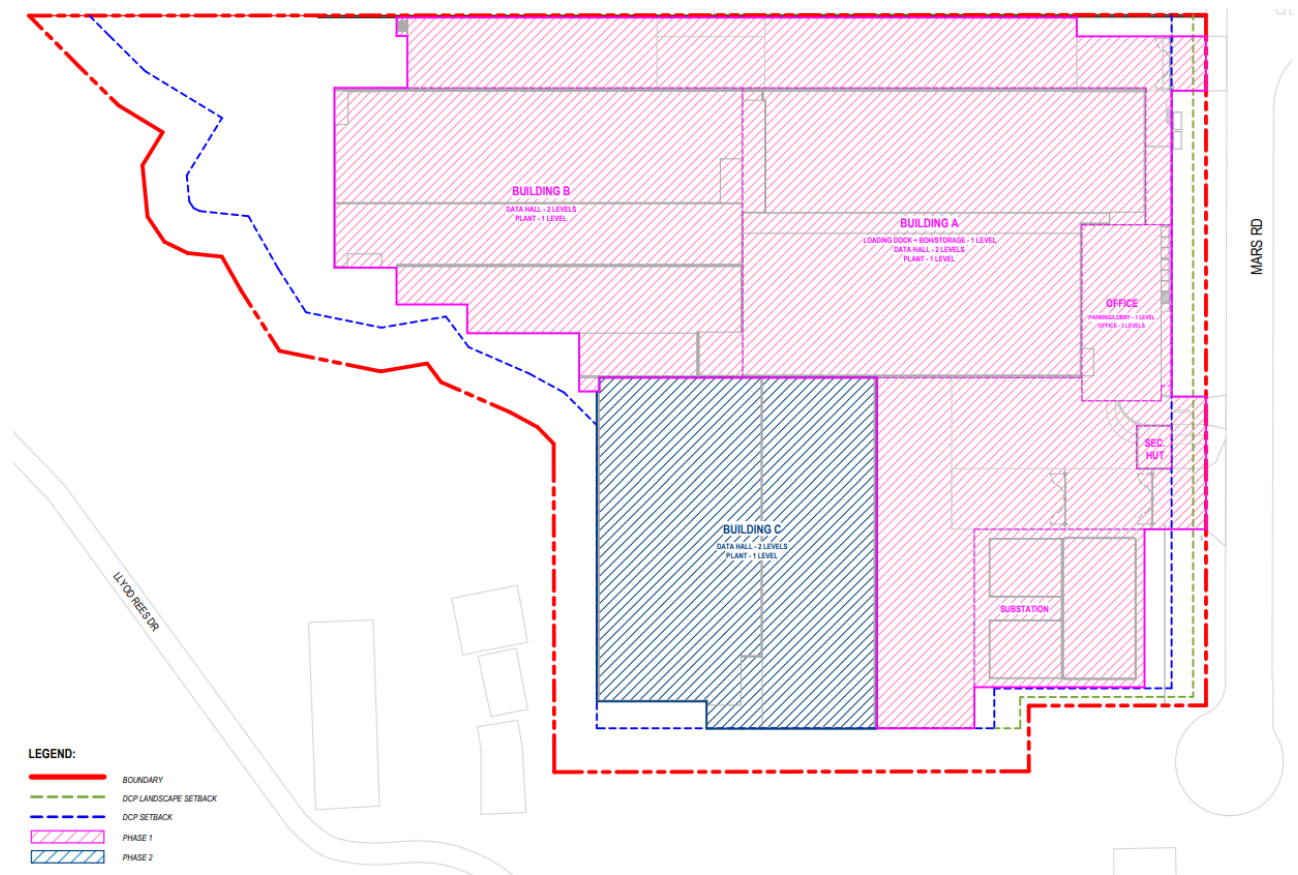 BUILDING B
DATA HALL - 2 LEVELS
PLANT - 1 LEVEL
BUILDING A
LOADING DOCK + BOH/STORAGE - 1 LEVEL
DATA HALL - 2 LEVELS
PLANT - 1 LEVEL
MARS RD
OFFICE
PARKING/LOBBY - 1 LEVEL
OFFICE - 3 LEVELS
SEC.
HUT
BUILDING C
DATA HALL - 2 LEVELS
PLANT - 1 LEVEL
SUBSTATION
LLYOD REES DR
LEGEND:
BOUNDARY
DCP LANDSCAPE SETBACK
DCP SETBACK
PHASE 1
PHASE 2